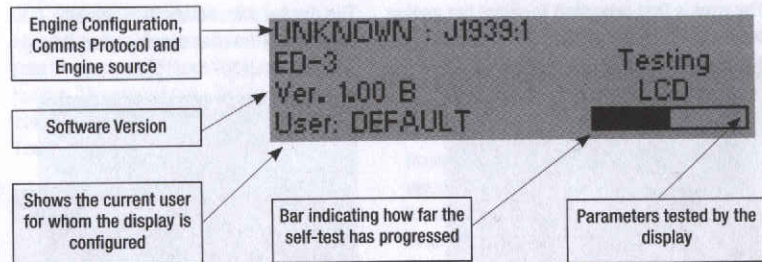 Engine Configuration,
Comms Protocol and
Engine source
UNKNOWN : J1939:1
ED-3
Testing
Ver. 1.00 B
LCD
User: DEFAULT
Software Version
Shows the current user
for whom the display is
configured
Bar indicating how far the
self-test has progressed
Parameters tested by the
display